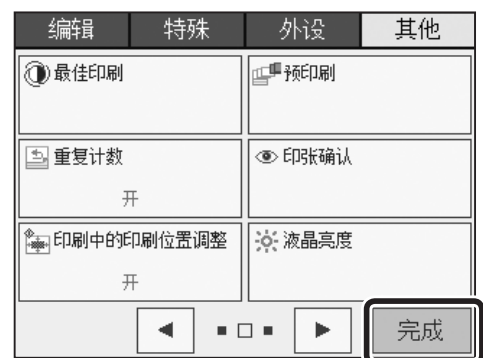 编辑 特殊 外设 其他
最佳印刷 预印刷
重复计数 印张确认
开
印刷中的印刷位置调整 液晶亮度
开
完成